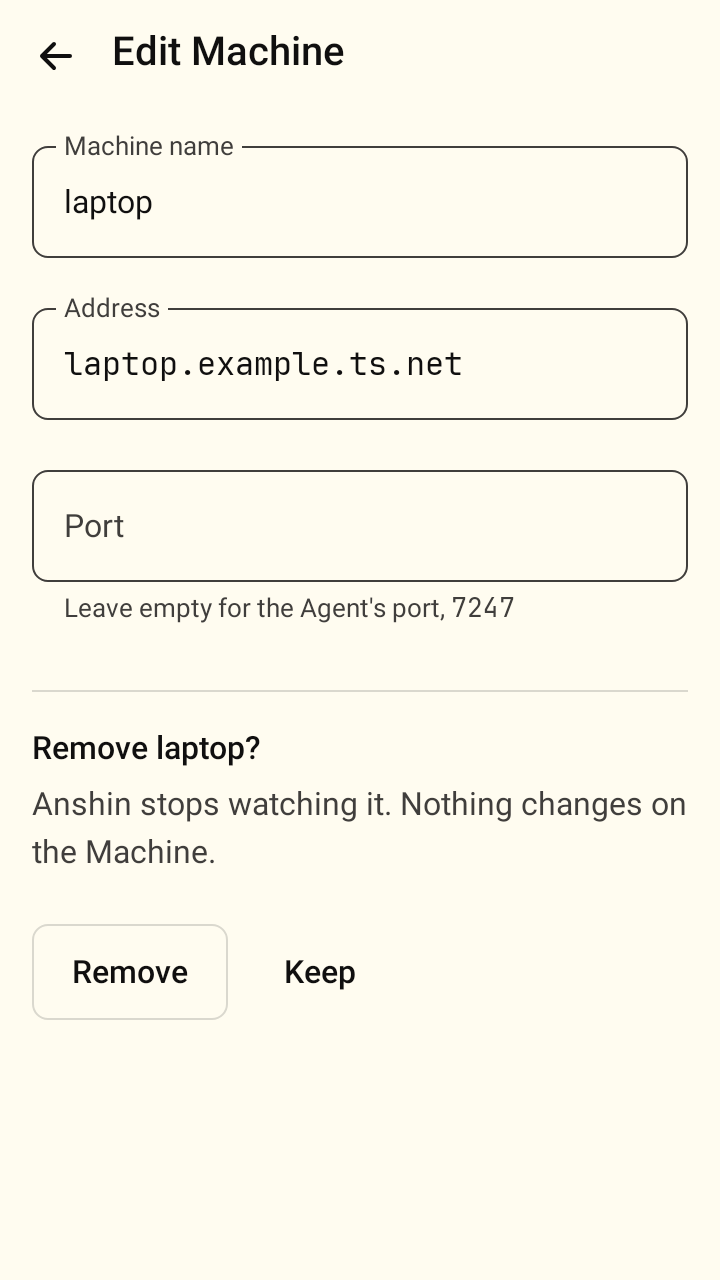 Edit Machine
Machine name
laptop
Address
laptop.example.ts.net
Port
Leave empty for the Agent's port, 7247
Remove laptop?
Anshin stops watching it. Nothing changes on
the Machine.
Remove
Keep